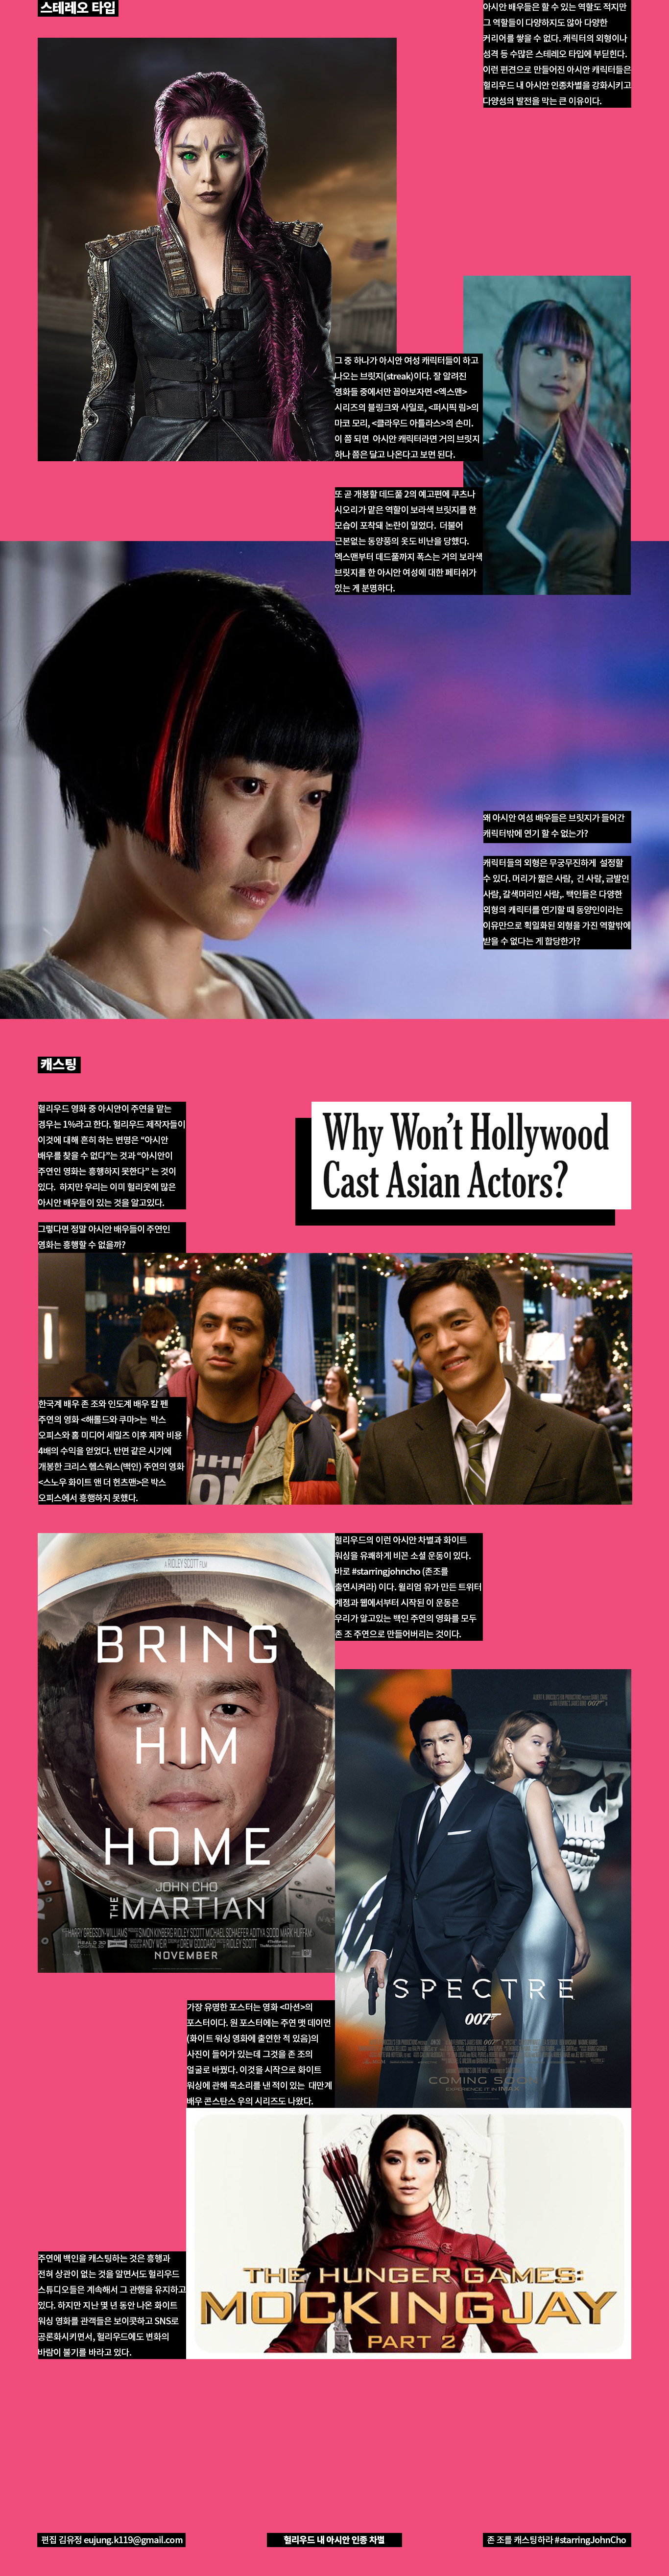 스테레오 타입
아시안 배우들은 할 수 있는 역할도 적지만
그 역할들이 다양하지도 않아 다양한
커리어를 쌓을 수 없다. 캐릭터의 외형이나
성격 등 수많은 스테레오 타입에 부딛힌다.
이런 편견으로 만들어진 아시안 캐릭터들은
헐리우드 내 아시안 인종차별을 강화시키고
다양성의 발전을 막는 큰 이유이다.
그 중 하나가 아시안 여성 캐릭터들이 하고
나오는 브릿지(streak)이다. 잘 알려진
영화들 중에서만 꼽아보자면 <엑스맨>
시리즈의 블링크와 사일로, <퍼시픽 림>의
마코 모리, <클라우드 아틀라스>의 손미.
이 쯤 되면 아시안 캐릭터라면 거의 브릿지
하나 쯤은 달고 나온다고 보면 된다.
또 곧 개봉할 데드풀 2의 예고편에 쿠츠나
시오리가 맡은 역할이 보라색 브릿지를 한
모습이 포착돼 논란이 일었다. 더불어
근본없는 동양풍의 옷도 비난을 당했다.
엑스맨부터 데드풀까지 폭스는 거의 보라색
브릿지를 한 아시안 여성에 대한 페티쉬가
있는 게 분명하다.
왜 아시안 여성 배우들은 브릿지가 들어간
캐릭터밖에 연기 할 수 없는가?
캐릭터들의 외형은 무궁무진하게 설정할
수 있다. 머리가 짧은 사람, 긴 사람, 금발인
사람, 갈색머리인 사람,. 백인들은 다양한
외형의 캐릭터를 연기할 때 동양인이라는
이유만으로 획일화된 외형을 가진 역할밖에
받을 수 없다는 게 합당한가?
캐스팅
헐리우드 영화 중 아시안이 주연을 맡는
경우는 1%라고 한다. 헐리우드 제작자들이
이것에 대해 흔히 하는 변명은 “아시안
배우를 찾을 수 없다”는 것과 “아시안이
주연인 영화는 흥행하지 못한다” 는 것이
있다. 하지만 우리는 이미 헐리웃에 많은
아시안 배우들이 있는 것을 알고있다.
그렇다면 정말 아시안 배우들이 주연인
영화는 흥행할 수 없을까?
Why Won’t Hollywood
Cast Asian Actors?
한국계 배우 존 조와 인도계 배우 칼 펜
주연의 영화 <해롤드와 쿠마>는 박스
오피스와 홈 미디어 세일즈 이후 제작 비용
4배의 수익을 얻었다. 반면 같은 시기에
개봉한 크리스 헴스워스(백인) 주연의 영화
<스노우 화이트 앤 더 헌츠맨>은 박스
오피스에서 흥행하지 못했다.
헐리우드의 이런 아시안 차별과 화이트
워싱을 유쾌하게 비꼰 소셜 운동이 있다.
바로 #starringjohncho (존조를
출연시켜라) 이다. 윌리엄 유가 만든 트위터
계정과 웹에서부터 시작된 이 운동은
우리가 알고있는 백인 주연의 영화를 모두
존 조 주연으로 만들어버리는 것이다.
A RIDLEY SCOTT FILM
BRING
HIM
HOME
JOHN CHO
THE MARTIAN
NOVEMBER
SPECTRE
007
COMING SOON
EXPERIENCE IT IN IMAX
가장 유명한 포스터는 영화 <마션>의
포스터이다. 원 포스터에는 주연 맷 데이먼
(화이트 워싱 영화에 출연한 적 있음)의
사진이 들어가 있는데 그것을 존 조의
얼굴로 바꿨다. 이것을 시작으로 화이트
워싱에 관해 목소리를 낸 적이 있는 대만계
배우 콘스탄스 우의 시리즈도 나왔다.
THE HUNGER GAMES:
MOCKINGJAY
PART 2
주연에 백인을 캐스팅하는 것은 흥행과
전혀 상관이 없는 것을 알면서도 헐리우드
스튜디오들은 계속해서 그 관행을 유지하고
있다. 하지만 지난 몇 년 동안 나온 화이트
워싱 영화를 관객들은 보이콧하고 SNS로
공론화시키면서, 헐리우드에도 변화의
바람이 불기를 바라고 있다.
편집 김유정 eujung.k119@gmail.com
헐리우드 내 아시안 인종 차별
존 조를 캐스팅하라 #starringJohnCho